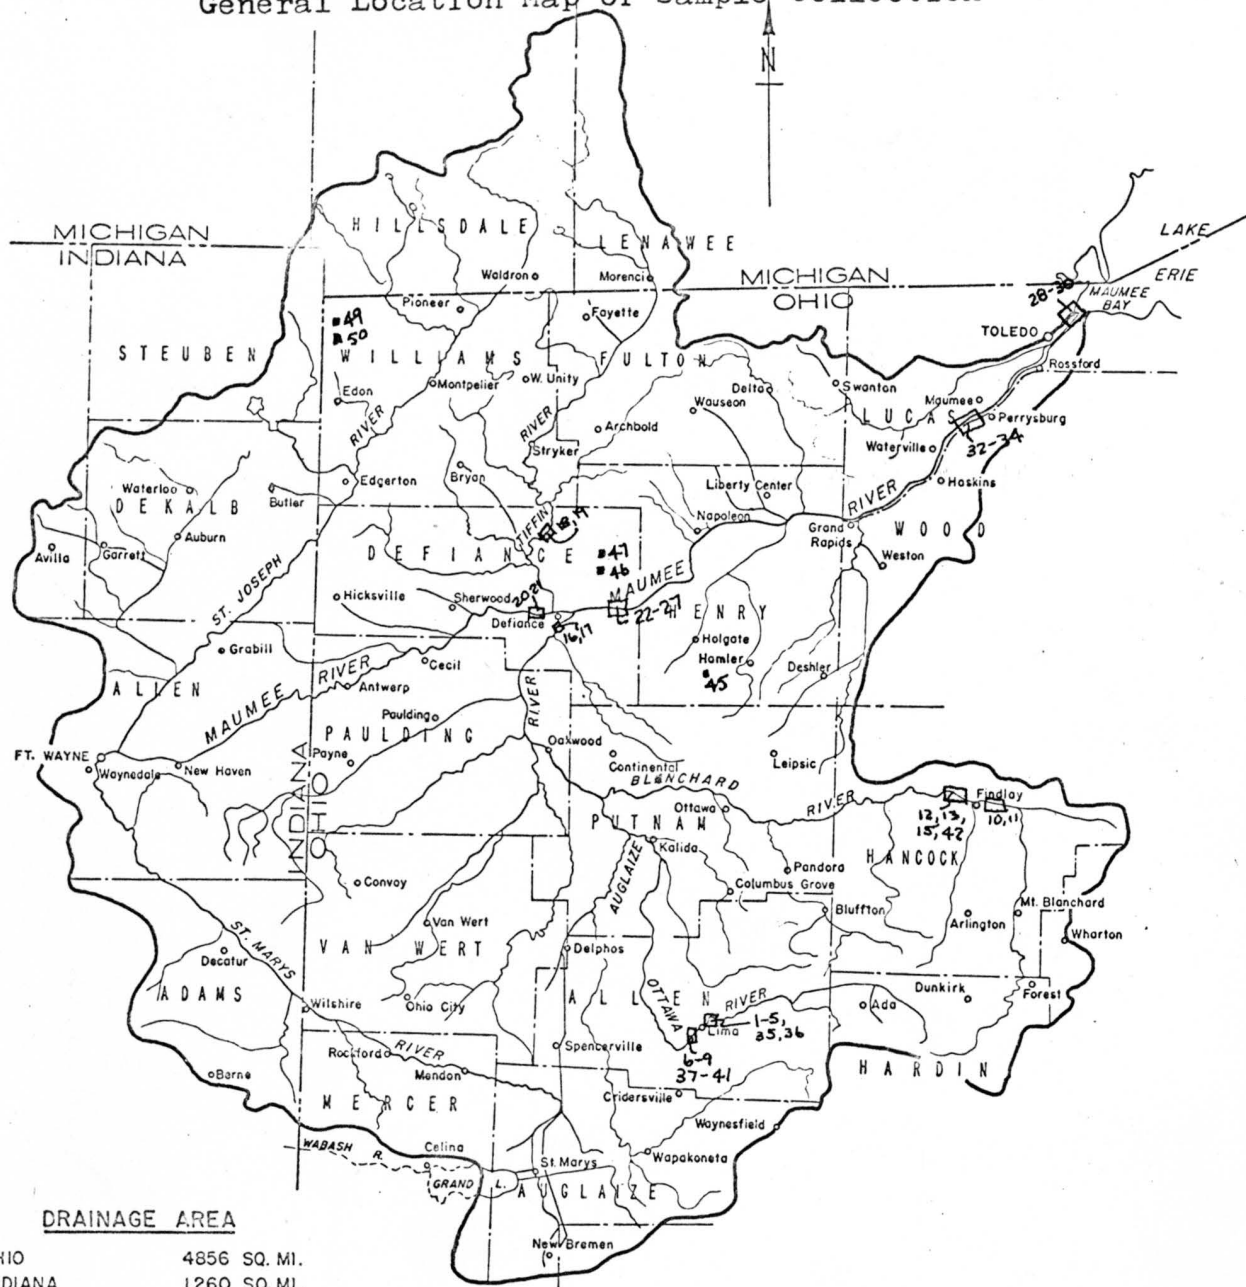 General Location Map of Sample Collection
N
HILLSDALE
LENAWEE
LAKE
ERIE
MICHIGAN
INDIANA
MICHIGAN
OHIO
Waldron
Morenci
28-30
MAUMEE
BAY
Pioneer
Fayette
TOLEDO
49
50
STEUBEN
WILLIAMS
FULTON
Rossford
Edon
Montpelier
W. Unity
Delta
Swanton
Wauseon
Maumee
LUCAS
Perrysburg
RIVER
RIVER
Archbold
Stryker
Waterville
32-34
Edgerton
Bryan
Waterloo
Butler
Liberty Center
RIVER
Haskins
DEKALB
TIFFIN
18,19
Napoleon
Grand
Rapids
WOOD
Auburn
Avilla
Garrett
DEFIANCE
47
46
Weston
ST. JOSEPH
MAUMEE
Hicksville
Sherwood
20 21
Defiance
16,17
22-27
HENRY
Grabill
Holgate
Hamler
45
Deshler
Cecil
ALLEN
MAUMEE RIVER
Antwerp
RIVER
Paulding
PAULDING
FT. WAYNE
Waynedale
New Haven
INDIANA
OHIO
Payne
Oakwood
Continental
Leipsic
BLANCHARD
RIVER
Findlay
Ottawa
12,13,
15,42
10,11
PUTNAM
Kalida
HANCOCK
AUGLAIZE
Pandora
Convoy
Columbus Grove
Bluffton
Arlington
Mt. Blanchard
Van Wert
Wharton
ST. MARYS
VAN WERT
Delphos
Decatur
ADAMS
Wilshire
Ohio City
ALLEN
OTTAWA
RIVER
Ada
Dunkirk
Forest
Lima
1-5,
35,36
Rockford
RIVER
Spencerville
6-9
37-41
HARDIN
Berne
Mendon
MERCER
Cridersville
Waynesfield
WABASH R.
Celina
GRAND L.
St. Marys
Wapakoneta
AUGLAIZE
New Bremen
DRAINAGE AREA
HIO 4856 SQ. MI.
DIANA 1260 SQ. MI.